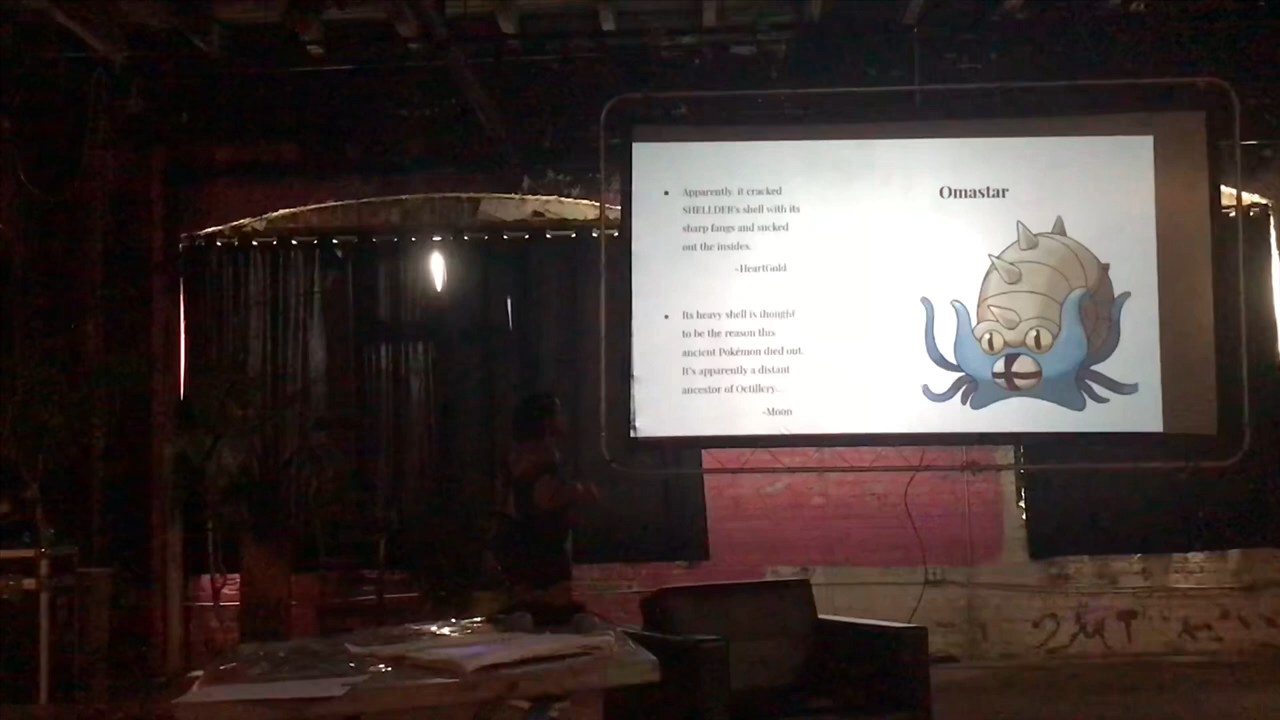 Apparently, it cracked
SHELLDER's shell with its
sharp fangs and sucked
out the insides.
-HeartGold
Its heavy shell is thought
to be the reason this
ancient Pokémon died out.
It's apparently a distant
ancestor of Octillery.
-Moon
Omastar